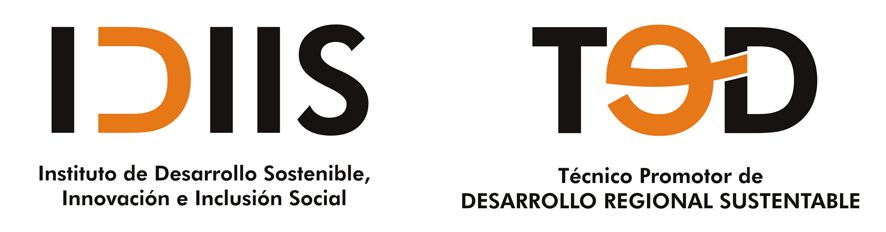 IDIIS
Instituto de Desarrollo Sostenible,
Innovación e Inclusión Social
TeD
Técnico Promotor de
DESARROLLO REGIONAL SUSTENTABLE